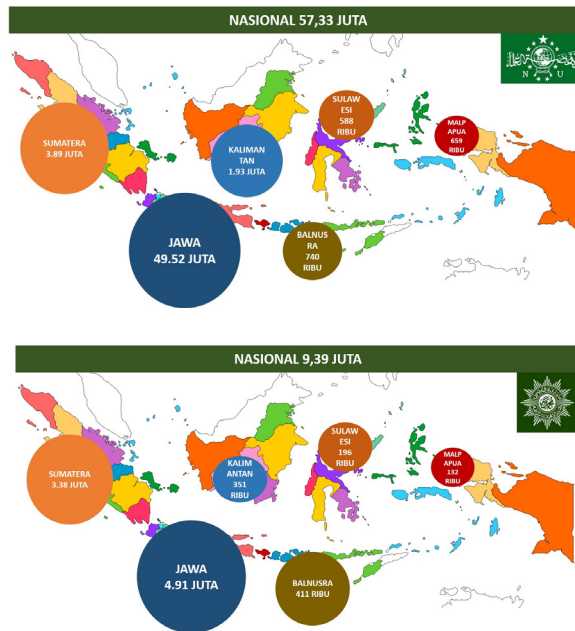 NASIONAL 57,33 JUTA
N U
SUMATERA
3.89 JUTA
KALIMAN
TAN
1.93 JUTA
SULAW
ESI
588
RIBU
MALP
APUA
659
RIBU
JAWA
49.52 JUTA
BALNUS
RA
740
RIBU
NASIONAL 9,39 JUTA
SUMATERA
3.38 JUTA
KALIM
ANTAN
351
RIBU
SULAW
ESI
196
RIBU
MALP
APUA
132
RIBU
JAWA
4.91 JUTA
BALNUSRA
411 RIBU